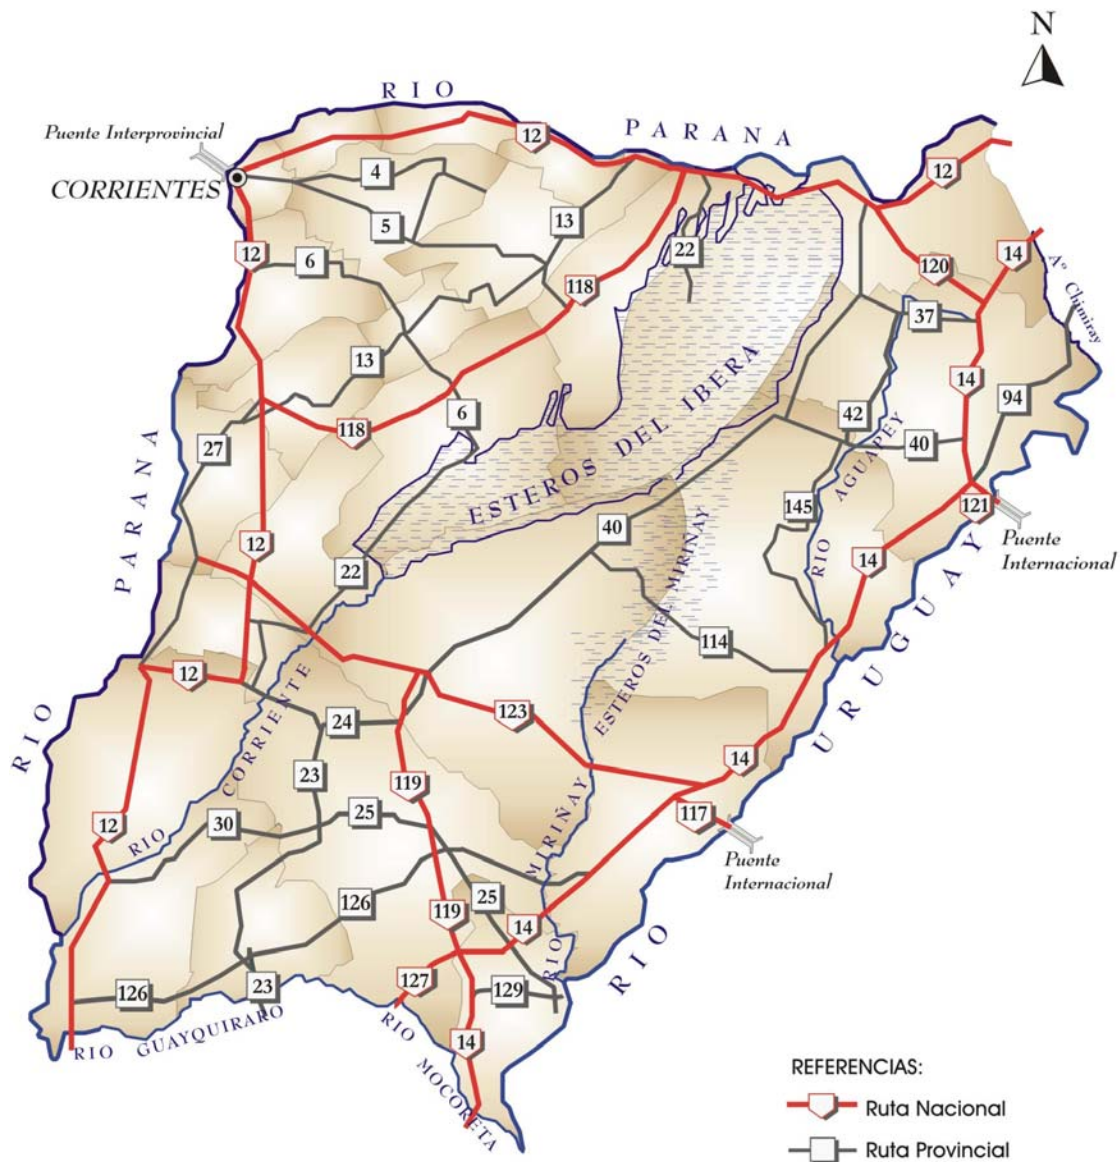 N
RIO
PARANA
Puente Interprovincial
CORRIENTES
12
12
4
13
5
22
12
6
118
120
14
Aº Chimiray
37
13
14
94
118
6
42
40
27
ESTEROS DEL IBERA
RIO AGUAPEY
PARANA
145
121
Puente
Internacional
40
12
22
14
RIO
ESTEROS DEL MIRIÑAY
114
12
URUGUAY
RIO
CORRIENTE
24
123
23
119
14
12
30
25
117
RIO
MIRIÑAY
Puente
Internacional
126
119
25
14
RIO
RIO
126
23
127
129
RIO GUAYQUIRARO
RIO MOCORETA
14
REFERENCIAS:
Ruta Nacional
Ruta Provincial